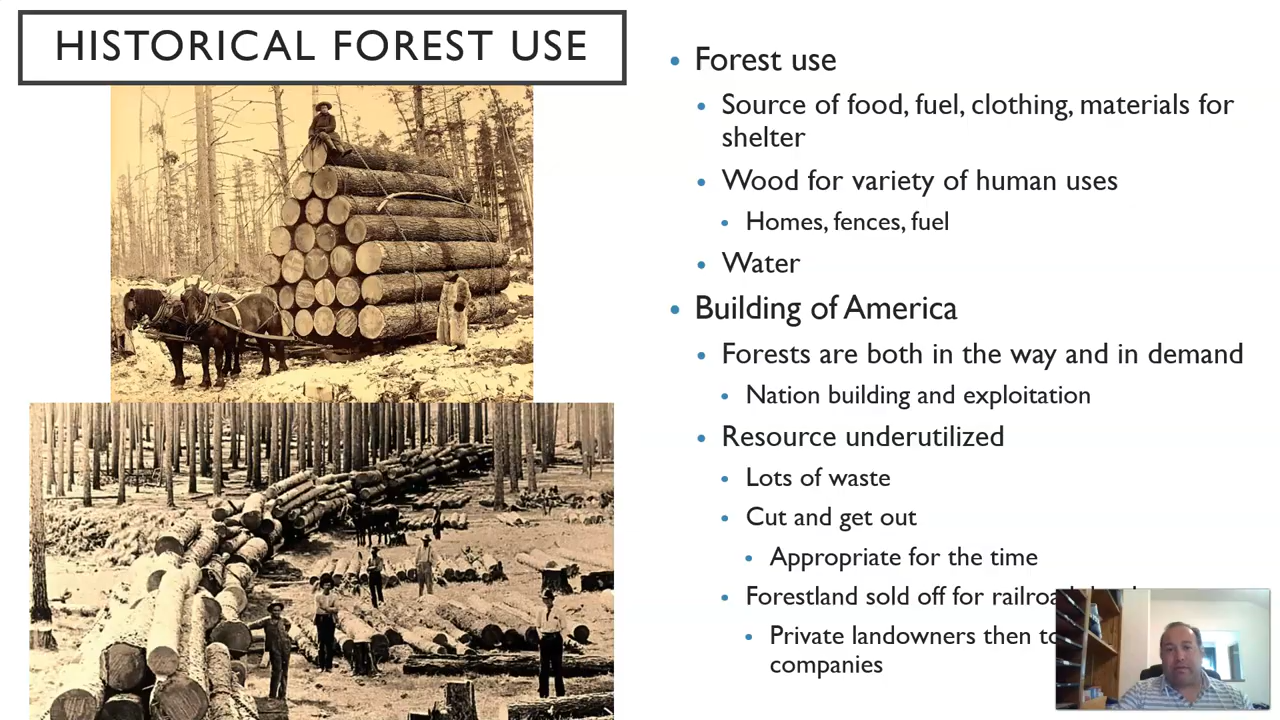 HISTORICAL FOREST USE
• Forest use
• Source of food, fuel, clothing, materials for
shelter
• Wood for variety of human uses
• Homes, fences, fuel
• Water
• Building of America
• Forests are both in the way and in demand
• Nation building and exploitation
• Resource underutilized
• Lots of waste
• Cut and get out
• Appropriate for the time
• Forestland sold off for
• Private landowners then
companies